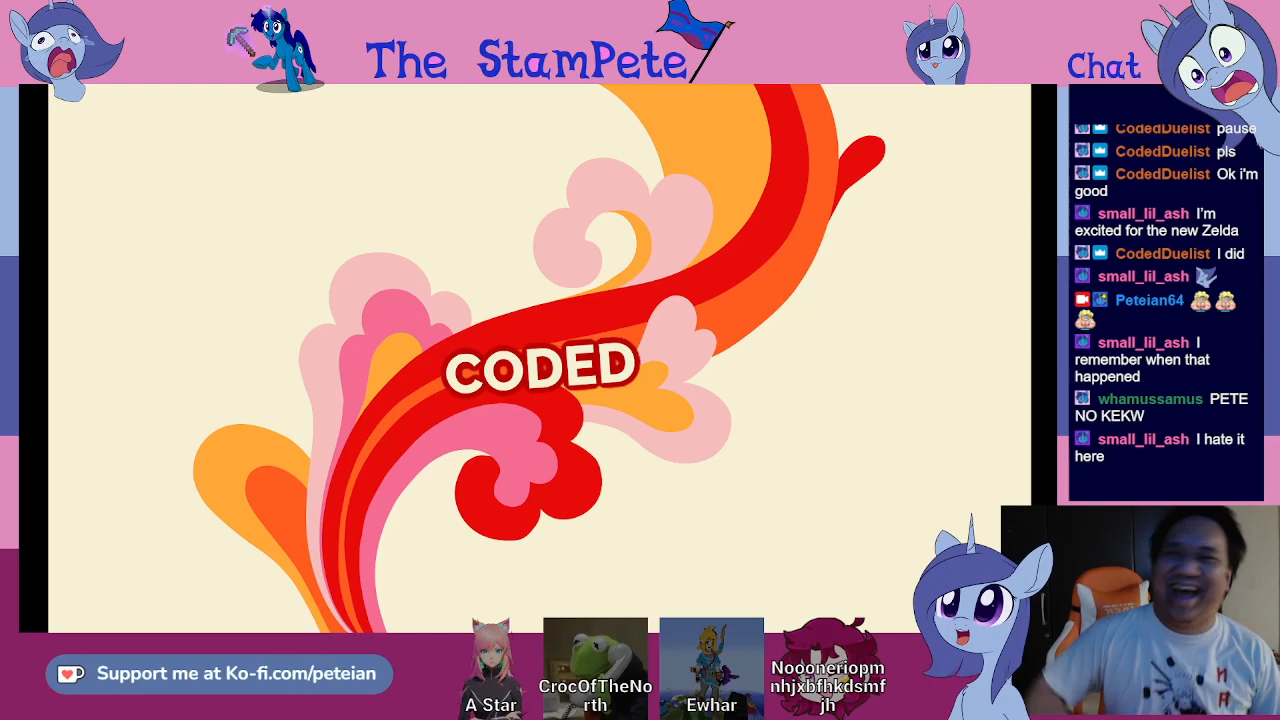 The StamPete
Chat
CodedDuelist pause
CodedDuelist pls
CodedDuelist Ok i'm
good
small_lil_ash I'm
excited for the new Zelda
CodedDuelist I did
small_lil_ash
Peteian64
small_lil_ash I
remember when that
happened
whamussamus PETE
NO KEKW
small_lil_ash I hate it
here
CODED
Support me at Ko-fi.com/peteian
A Star
CrocOfTheNo
rth
Ewhar
Noooneriopm
nhjxbfhkdsmf
jh